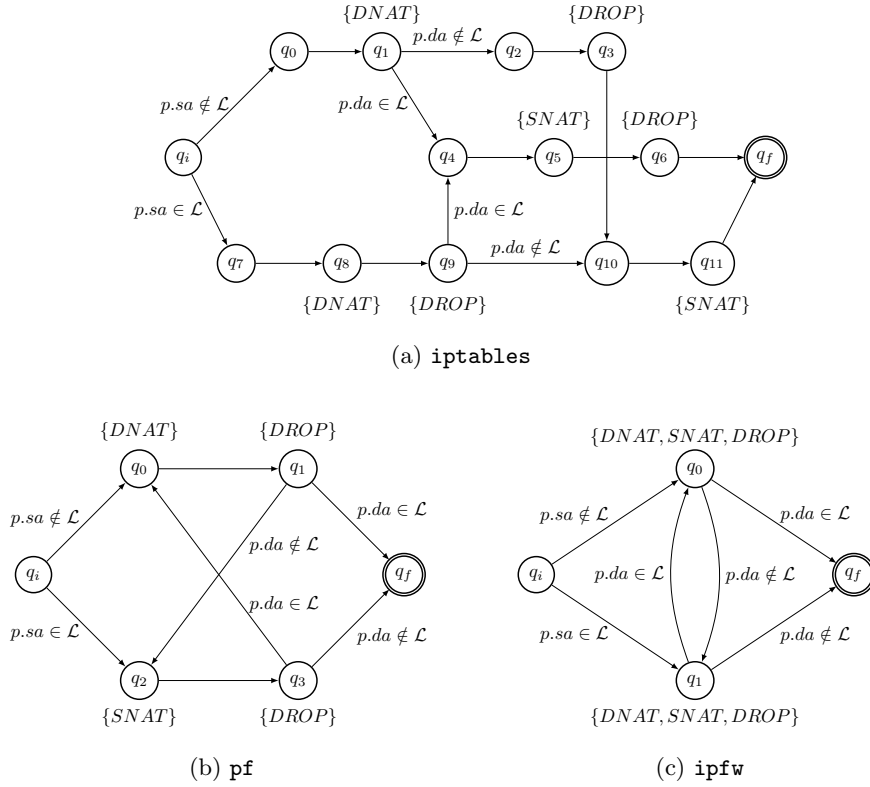 {DNAT} {DROP}
q0 q1 p.da ∉ ℒ q2 q3
p.sa ∉ ℒ p.da ∈ ℒ {SNAT} {DROP}
qi q4 q5 q6 qf
p.sa ∈ ℒ p.da ∈ ℒ
q7 q8 q9 p.da ∉ ℒ q10 q11
{DNAT} {DROP} {SNAT}
(a) iptables
{DNAT} {DROP}
q0 q1
p.sa ∉ ℒ p.da ∉ ℒ p.da ∈ ℒ
qi qf
p.sa ∈ ℒ p.da ∈ ℒ p.da ∉ ℒ
q2 q3
{SNAT} {DROP}
(b) pf
{DNAT, SNAT, DROP}
q0
p.sa ∉ ℒ p.da ∈ ℒ
qi p.da ∈ ℒ p.da ∉ ℒ qf
p.sa ∈ ℒ p.da ∉ ℒ
q1
{DNAT, SNAT, DROP}
(c) ipfw